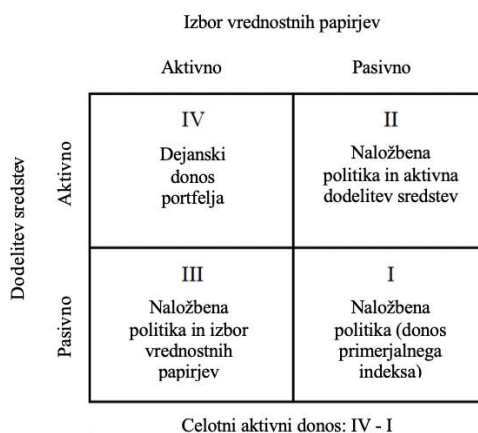 Izbor vrednostnih papirjev
Aktivno
Pasivno
Dodelitev sredstev
Aktivno
IV
Dejanski
donos
portfelja
II
Naložbena
politika in aktivna
dodelitev sredstev
Pasivno
III
Naložbena
politika in izbor
vrednostnih
papirjev
I
Naložbena
politika (donos
primerjalnega
indeksa)
Celotni aktivni donos: IV - I